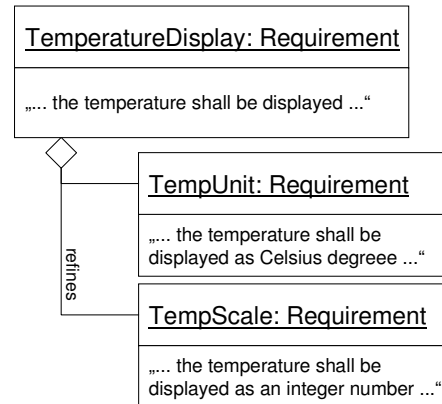 TemperatureDisplay: Requirement
„... the temperature shall be displayed ...“
TempUnit: Requirement
„... the temperature shall be
displayed as Celsius degreee ...“
refines
TempScale: Requirement
„... the temperature shall be
displayed as an integer number ...“